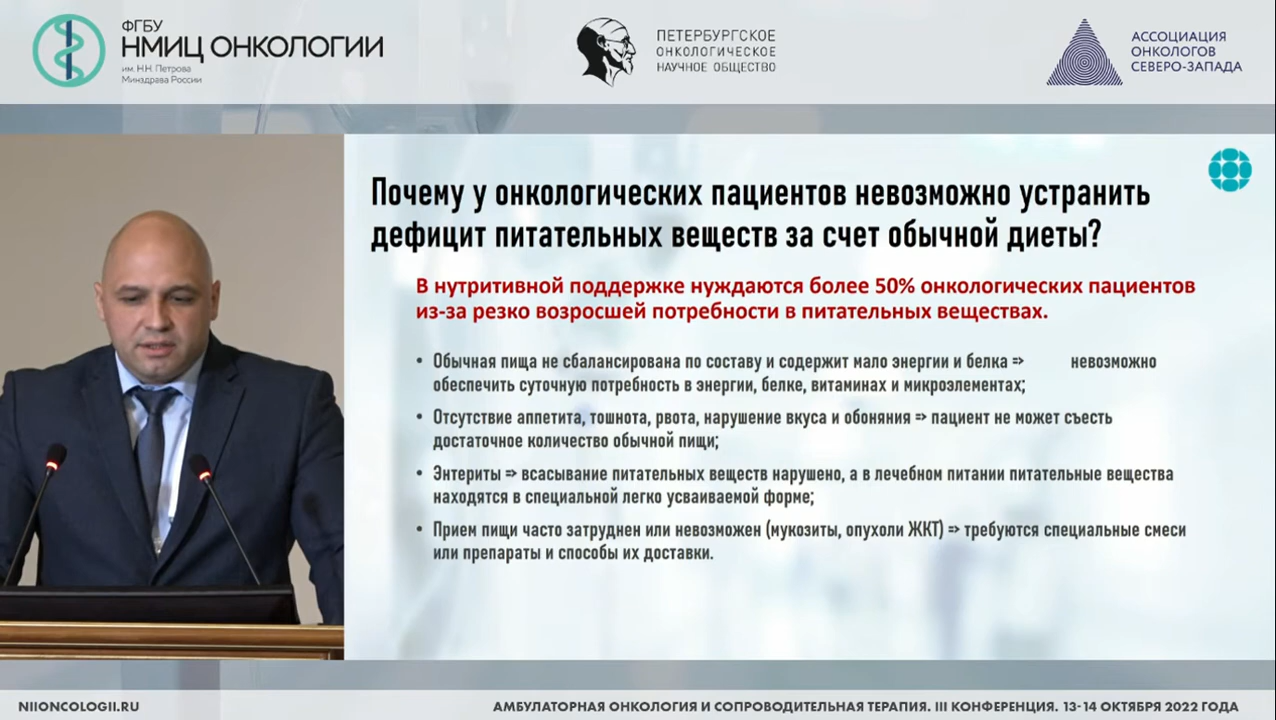 ФГБУ
НМИЦ ОНКОЛОГИИ
им. Н.Н. Петрова
Минздрава России
ПЕТЕРБУРГСКОЕ
ОНКОЛОГИЧЕСКОЕ
НАУЧНОЕ ОБЩЕСТВО
АССОЦИАЦИЯ
ОНКОЛОГОВ
СЕВЕРО-ЗАПАДА
Почему у онкологических пациентов невозможно устранить
дефицит питательных веществ за счет обычной диеты?
В нутритивной поддержке нуждаются более 50% онкологических пациентов
из-за резко возросшей потребности в питательных веществах.
• Обычная пища не сбалансирована по составу и содержит мало энергии и белка => невозможно
обеспечить суточную потребность в энергии, белке, витаминах и микроэлементах;
• Отсутствие аппетита, тошнота, рвота, нарушение вкуса и обоняния => пациент не может съесть
достаточное количество обычной пищи;
• Энтериты => всасывание питательных веществ нарушено, а в лечебном питании питательные вещества
находятся в специальной легко усваиваемой форме;
• Прием пищи часто затруднен или невозможен (мукозиты, опухоли ЖКТ) => требуются специальные смеси
или препараты и способы их доставки.
NIIONCOLOGII.RU
АМБУЛАТОРНАЯ ОНКОЛОГИЯ И СОПРОВОДИТЕЛЬНАЯ ТЕРАПИЯ. III КОНФЕРЕНЦИЯ. 13-14 ОКТЯБРЯ 2022 ГОДА